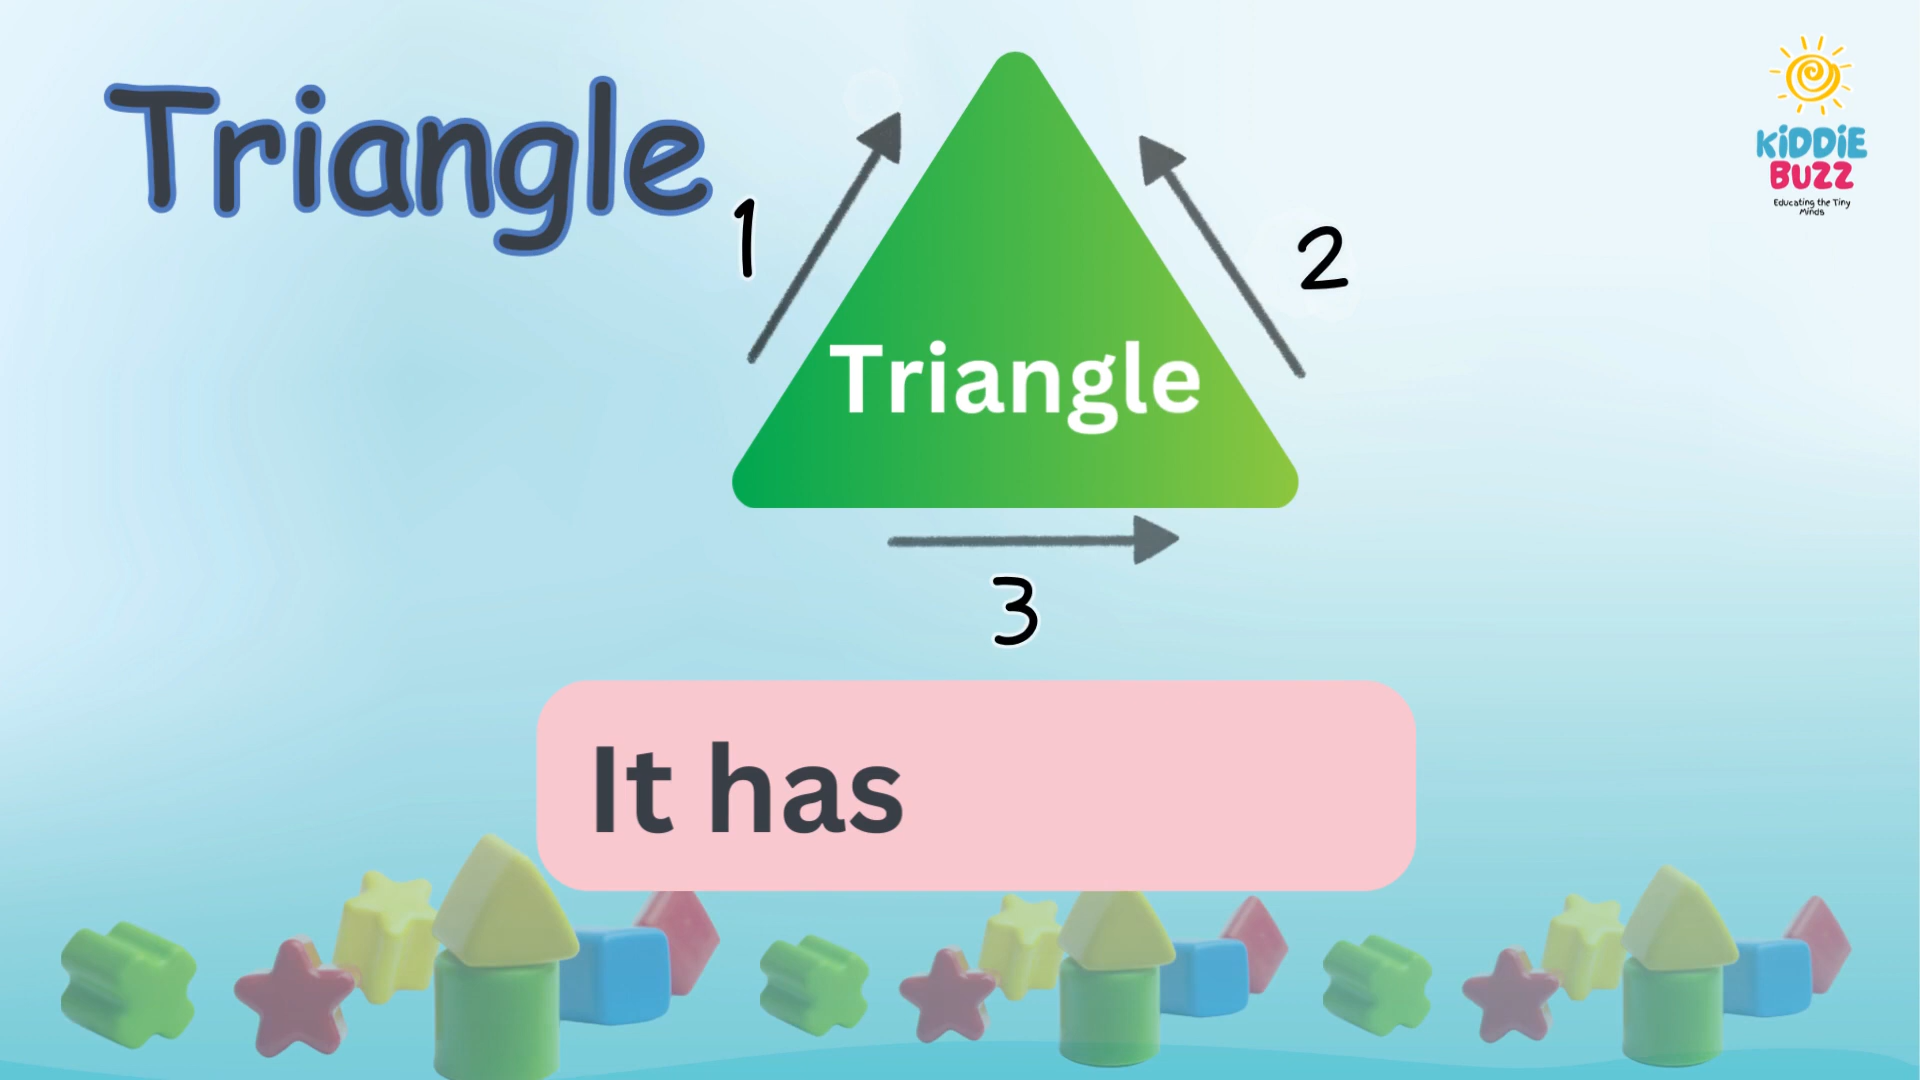 Triangle
1
2
Triangle
3
It has
KiDDiE
BUZZ
Educating the Tiny
Minds